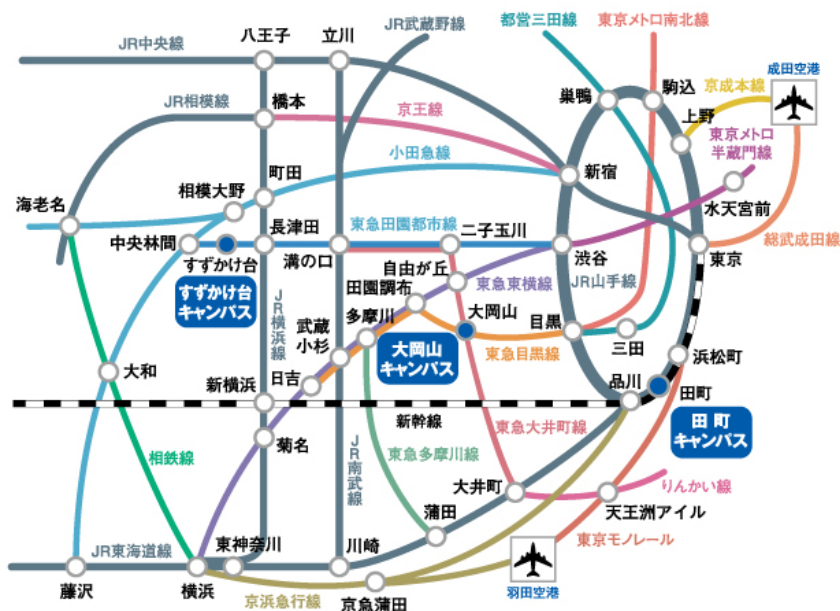 都営三田線
東京メトロ南北線
JR武蔵野線
八王子
立川
JR中央線
巣鴨
駒込
京成本線
成田空港
JR相模線
橋本
京王線
上野
東京メトロ
半蔵門線
小田急線
新宿
町田
相模大野
水天宮前
海老名
長津田
東急田園都市線
二子玉川
総武成田線
中央林間
すずかけ台
溝の口
渋谷
東京
自由が丘
東急東横線
JR山手線
すずかけ台
キャンパス
田園調布
JR横浜線
武蔵
小杉
多摩川
大岡山
目黒
三田
大岡山
キャンパス
東急目黒線
浜松町
大和
日吉
新横浜
品川
田町
新幹線
田町
キャンパス
東急大井町線
菊名
相鉄線
JR南武線
東急多摩川線
大井町
りんかい線
蒲田
天王洲アイル
東京モノレール
JR東海道線
東神奈川
川崎
藤沢
横浜
京浜急行線
京急蒲田
羽田空港